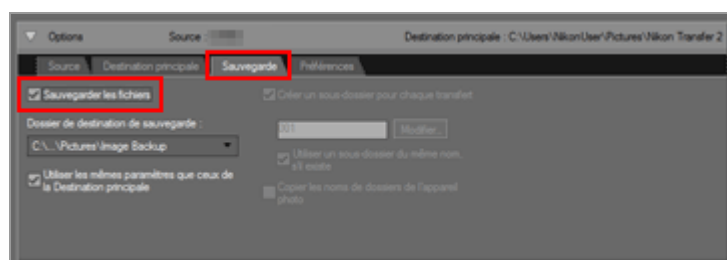 Options Source : Destination principale : C:\Users\NikonUser\Pictures\Nikon Transfer 2
Source Destination principale Sauvegarde Préférences
Sauvegarder les fichiers
Créer un sous-dossier pour chaque transfert
Dossier de destination de sauvegarde :
001 Modifier...
C:\...\Pictures\Image Backup
Utiliser un sous-dossier du même nom,
s'il existe
Utiliser les mêmes paramètres que ceux de
la Destination principale
Copier les noms de dossiers de l'appareil
photo